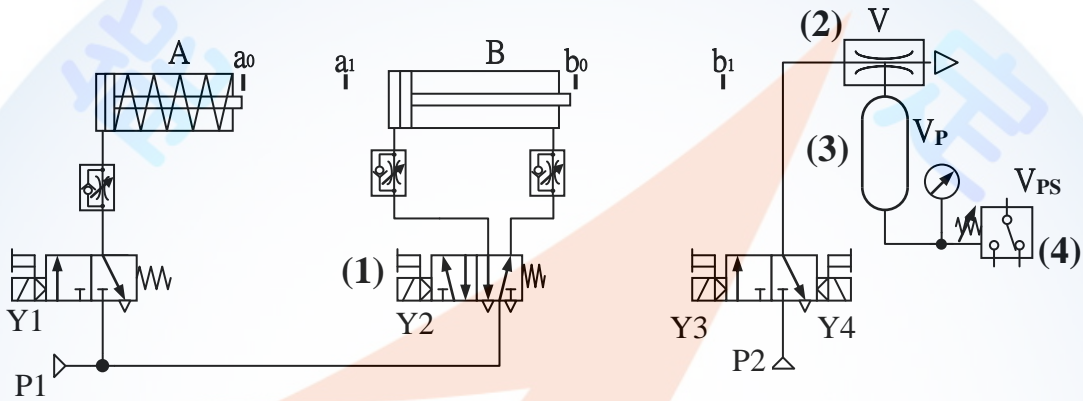 A
a0
a1
B
b0
b1
(2)
V
(3)
VP
VPS
(4)
(1)
Y1
Y2
Y3
Y4
P1
P2